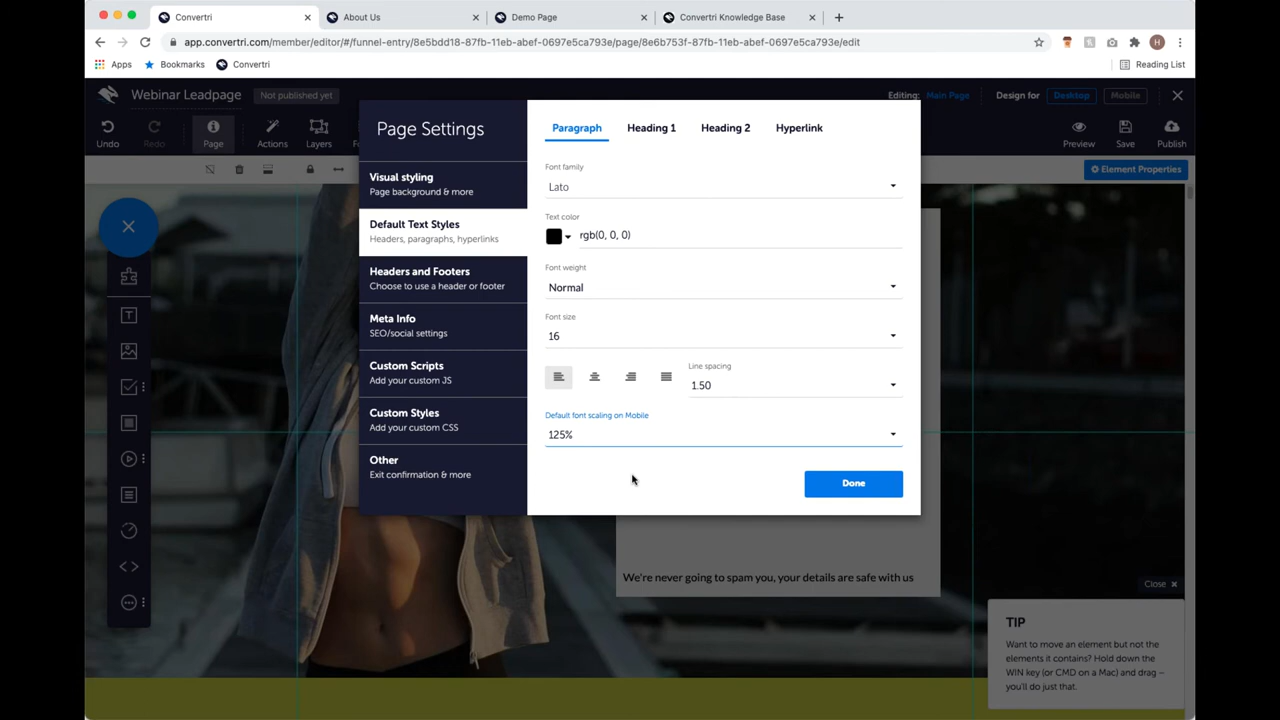 Convertri
About Us
Demo Page
Convertri Knowledge Base
app.convertri.com/member/editor/#/funnel-entry/8e5bdd18-87fb-11eb-abef-0697e5ca793e/page/8e6b753f-87fb-11eb-abef-0697e5ca793e/edit
H
Apps
Bookmarks
Convertri
Reading List
Webinar Leadpage
Not published yet
Editing: Main Page
Design for
Desktop
Mobile
Undo
Redo
Page
Actions
Layers
Preview
Save
Publish
Element Properties
Page Settings
Visual styling
Page background & more
Default Text Styles
Headers, paragraphs, hyperlinks
Headers and Footers
Choose to use a header or footer
Meta Info
SEO/social settings
Custom Scripts
Add your custom JS
Custom Styles
Add your custom CSS
Other
Exit confirmation & more
Paragraph
Heading 1
Heading 2
Hyperlink
Font family
Lato
Text color
rgb(0, 0, 0)
Font weight
Normal
Font size
16
Line spacing
1.50
Default font scaling on Mobile
125%
Done
We're never going to spam you, your details are safe with us
Close
TIP
Want to move an element but not the
elements it contains? Hold down the
WIN key (or CMD on a Mac) and drag –
you'll do just that.